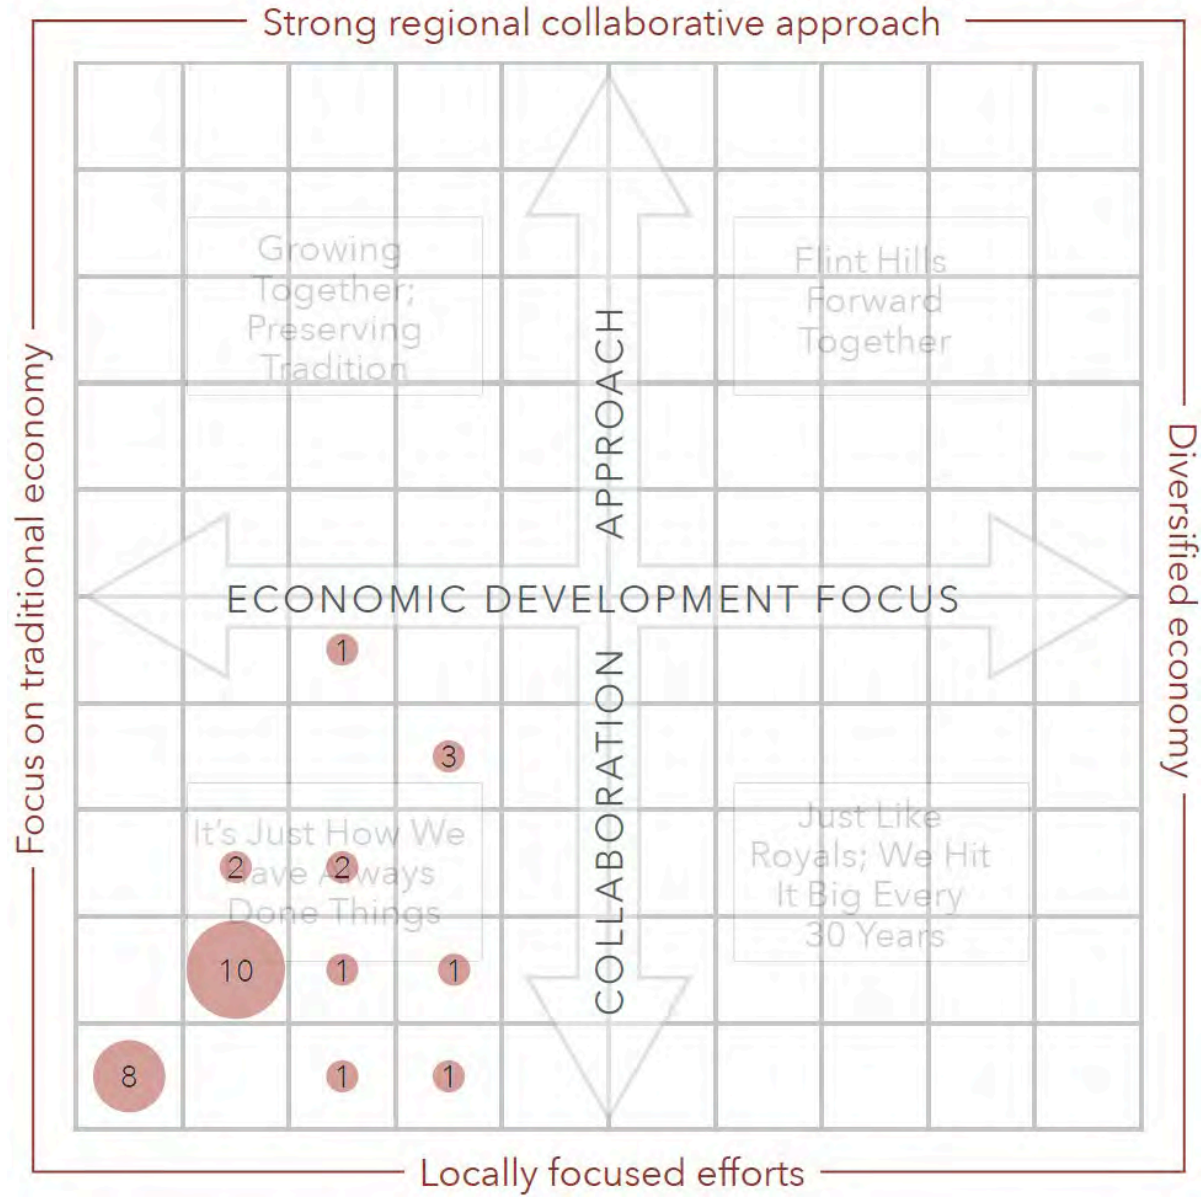 Strong regional collaborative approach
Growing
Together;
Preserving
Tradition
Flint Hills
Forward
Together
Focus on traditional economy
Diversified economy
COLLABORATION APPROACH
ECONOMIC DEVELOPMENT FOCUS
1
3
It's Just How We
Have Always
Done Things
2
2
Just Like
Royals; We Hit
It Big Every
30 Years
10
1
1
8
1
1
Locally focused efforts